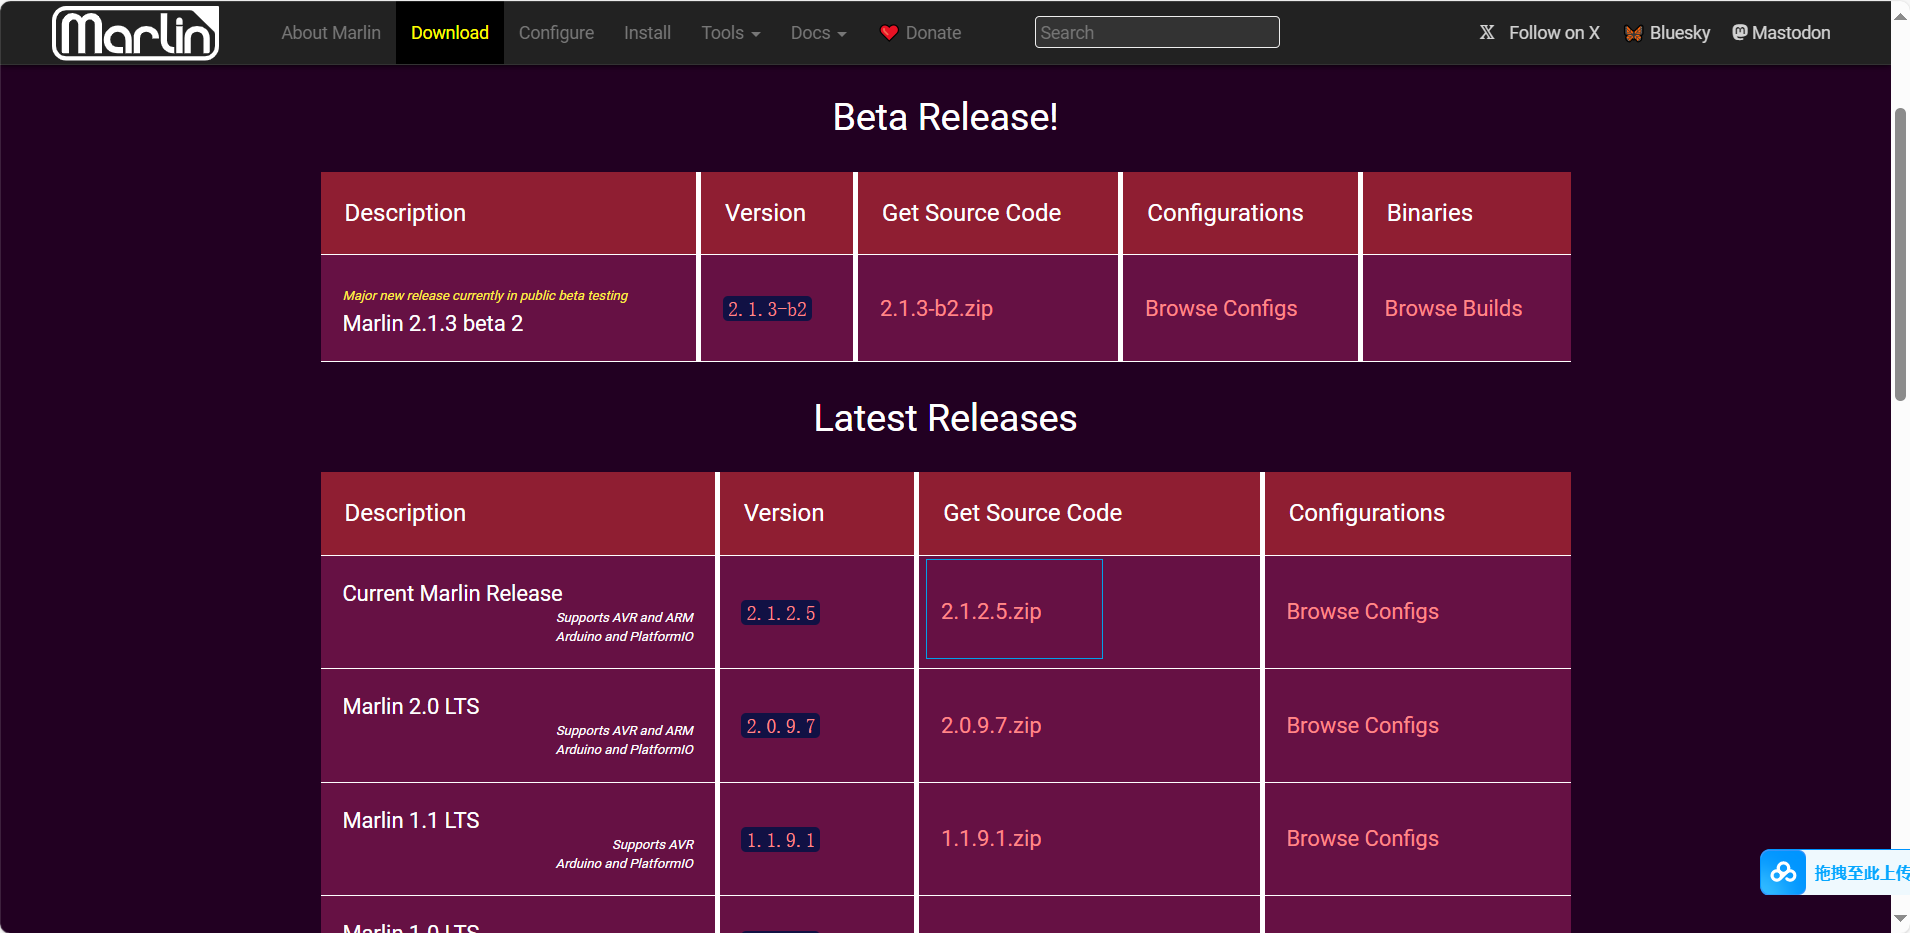 Marlin
About Marlin
Download
Configure
Install
Tools
Docs
Donate
Search
Follow on X
Bluesky
Mastodon
Beta Release!
Description
Version
Get Source Code
Configurations
Binaries
Major new release currently in public beta testing
Marlin 2.1.3 beta 2
2.1.3-b2
2.1.3-b2.zip
Browse Configs
Browse Builds
Latest Releases
Description
Version
Get Source Code
Configurations
Current Marlin Release
Supports AVR and ARM
Arduino and PlatformIO
2.1.2.5
2.1.2.5.zip
Browse Configs
Marlin 2.0 LTS
Supports AVR and ARM
Arduino and PlatformIO
2.0.9.7
2.0.9.7.zip
Browse Configs
Marlin 1.1 LTS
Supports AVR
Arduino and PlatformIO
1.1.9.1
1.1.9.1.zip
Browse Configs
拖拽至此上传
Marlin 1.0 LTS